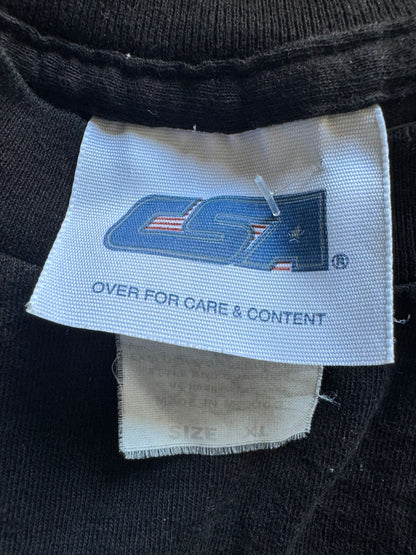 CSA
®
OVER FOR CARE & CONTENT
MADE IN MEXICO
SIZE XL